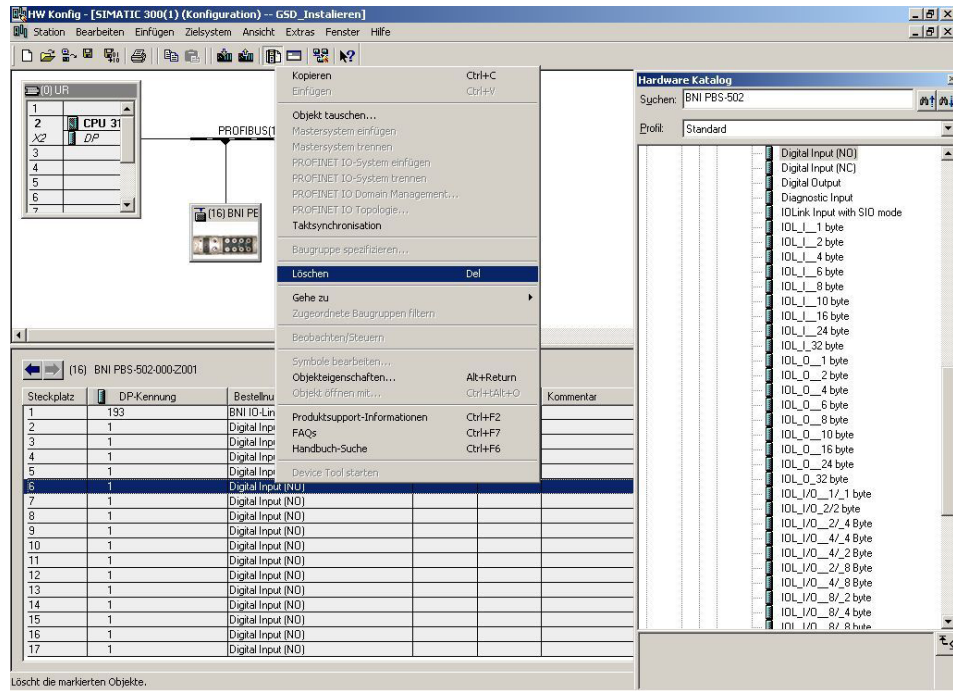 HW Konfig - [SIMATIC 300(1) (Konfiguration) -- GSD_Instalieren]
Station Bearbeiten Einfügen Zielsystem Ansicht Extras Fenster Hilfe
(0) UR
1
2 CPU 31
X2 DP
3
4
5
6
7
PROFIBUS(1
(16) BNI PE
Kopieren Ctrl+C
Einfügen Ctrl+V
Objekt tauschen...
Mastersystem einfügen
Mastersystem trennen
PROFINET IO-System einfügen
PROFINET IO-System trennen
PROFINET IO Domain Management...
PROFINET IO Topologie...
Taktsynchronisation
Baugruppe spezifizieren...
Löschen Del
Gehe zu
Zugeordnete Baugruppen filtern
Beobachten/Steuern
Symbole bearbeiten...
Objekteigenschaften... Alt+Return
Objekt öffnen mit... Ctrl+Alt+O
Produktsupport-Informationen Ctrl+F2
FAQs Ctrl+F7
Handbuch-Suche Ctrl+F6
Device Tool starten
(16) BNI PBS-502-000-Z001
Steckplatz DP-Kennung Bestellnu Kommentar
1 193 BNI IO-Lin
2 1 Digital Inp
3 1 Digital Inp
4 1 Digital Inp
5 1 Digital Inp
6 1 Digital Input (NO)
7 1 Digital Input (NO)
8 1 Digital Input (NO)
9 1 Digital Input (NO)
10 1 Digital Input (NO)
11 1 Digital Input (NO)
12 1 Digital Input (NO)
13 1 Digital Input (NO)
14 1 Digital Input (NO)
15 1 Digital Input (NO)
16 1 Digital Input (NO)
17 1 Digital Input (NO)
Löscht die markierten Objekte.
Hardware Katalog
Suchen: BNI PBS-502
Profil: Standard
Digital Input (NO)
Digital Input (NC)
Digital Output
Diagnostic Input
IOLink Input with SIO mode
IOL_I__1 byte
IOL_I__2 byte
IOL_I__4 byte
IOL_I__6 byte
IOL_I__8 byte
IOL_I__10 byte
IOL_I__16 byte
IOL_I__24 byte
IOL_I_32 byte
IOL_O__1 byte
IOL_O__2 byte
IOL_O__4 byte
IOL_O__6 byte
IOL_O__8 byte
IOL_O__10 byte
IOL_O__16 byte
IOL_O__24 byte
IOL_O_32 byte
IOL_I/O__1/_1 byte
IOL_I/O_2/2 byte
IOL_I/O__2/_4 Byte
IOL_I/O__4/_4 Byte
IOL_I/O__4/_2 Byte
IOL_I/O__2/_8 Byte
IOL_I/O__4/_8 Byte
IOL_I/O__8/_2 byte
IOL_I/O__8/_4 byte
IOL_I/O__8/_8 byte